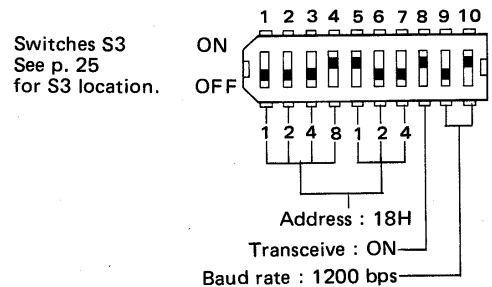 1 2 3 4 5 6 7 8 9 10
Switches S3
See p. 25
for S3 location.
ON
OFF
1 2 4 8 1 2 4
Address : 18H
Transceive : ON
Baud rate : 1200 bps